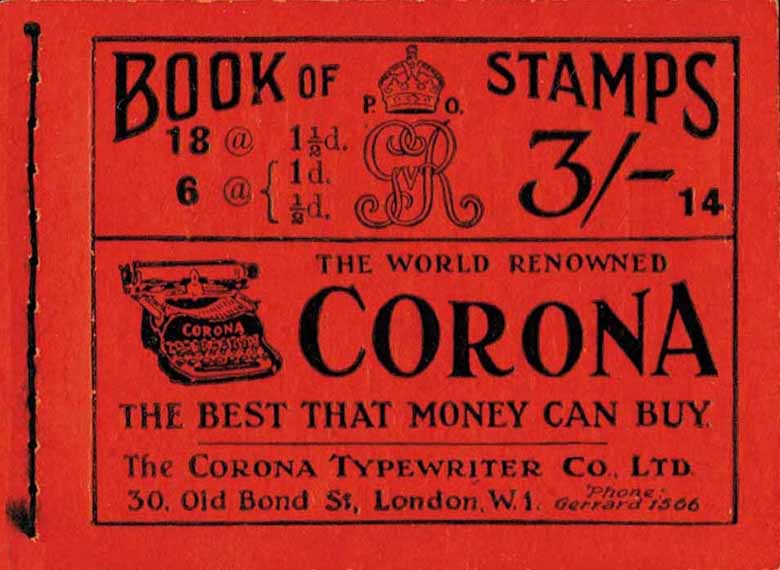 BOOK OF STAMPS
P. O.
18 @ 1½d.
6 @ { 1d.
½d.
GvR
3/-
14
THE WORLD RENOWNED
CORONA
CORONA
THE BEST THAT MONEY CAN BUY.
The CORONA TYPEWRITER Co., LTD.
30, Old Bond St, London, W.1. 'Phone:
Gerrard 1566